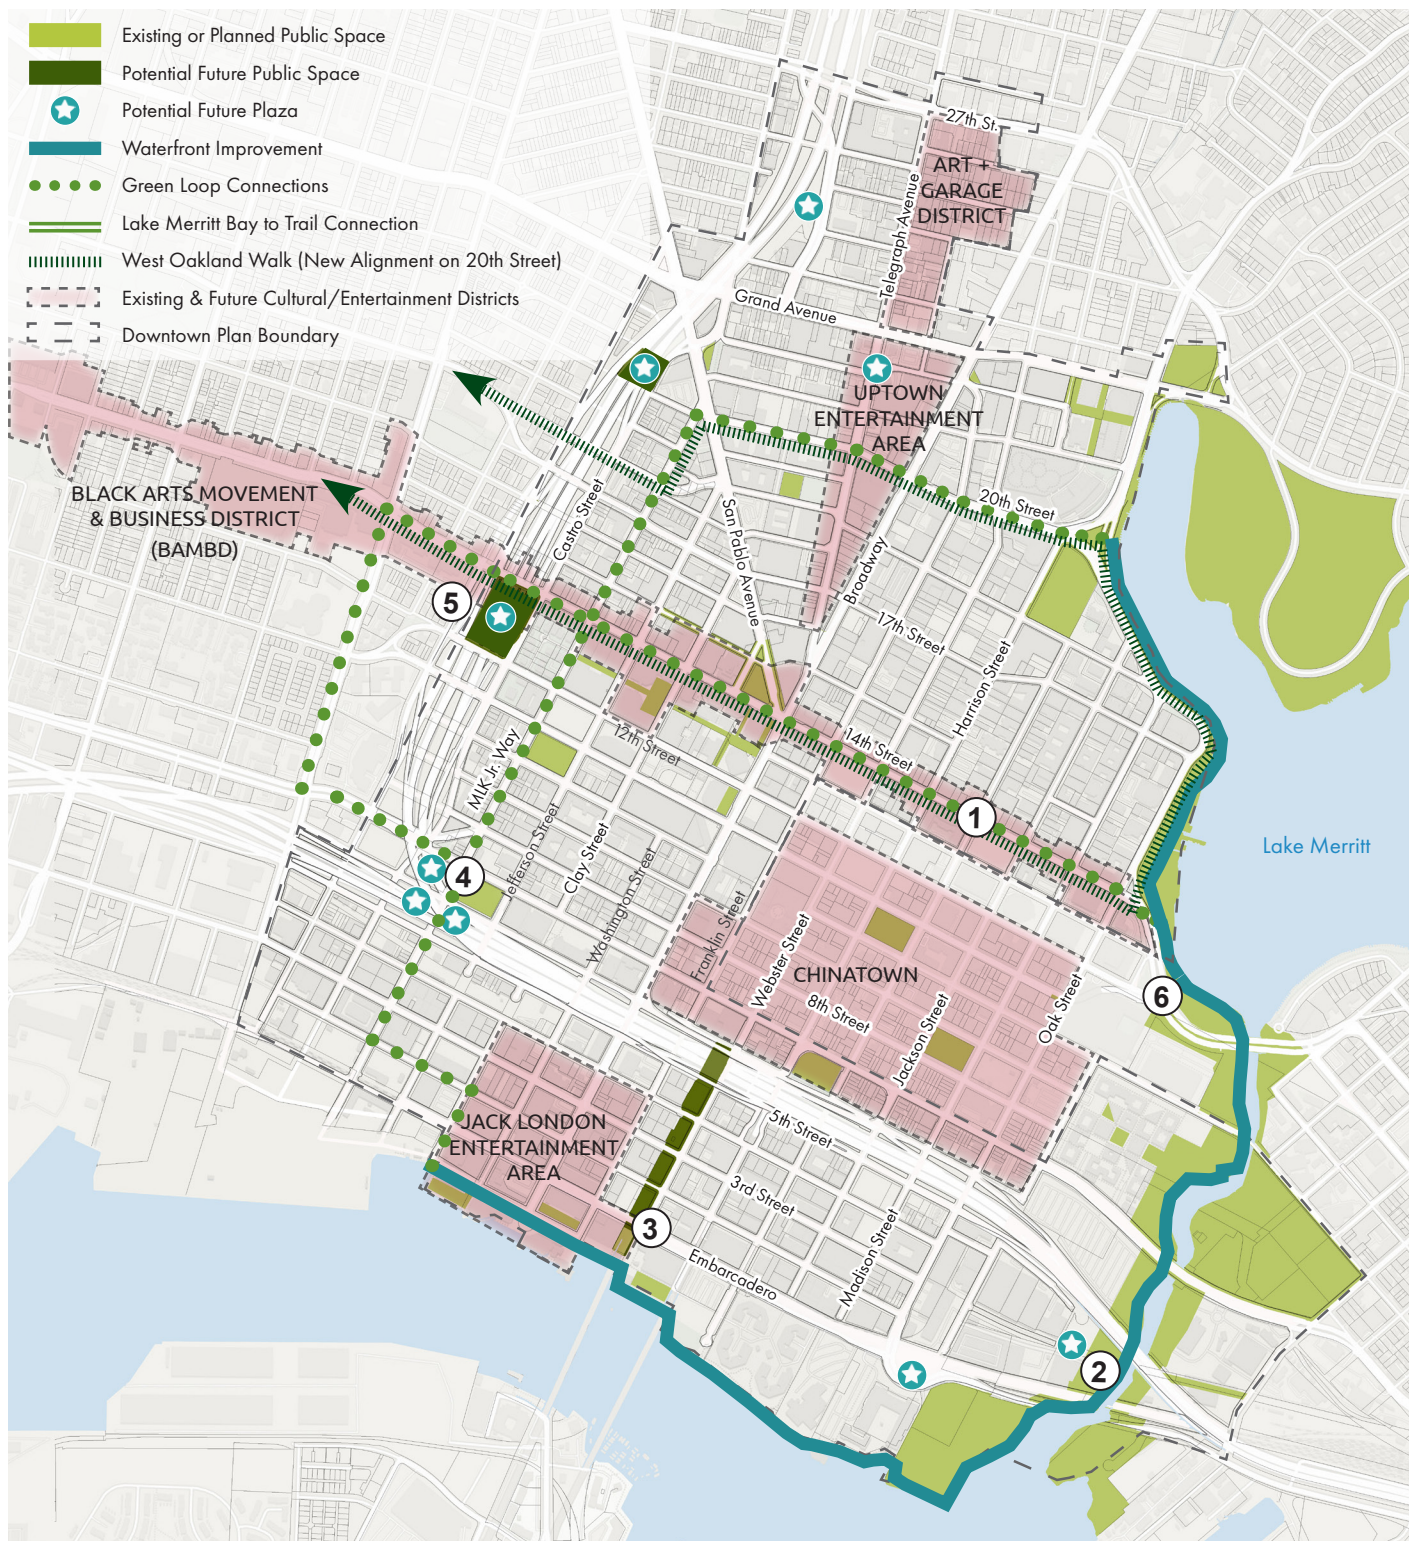 Existing or Planned Public Space
Potential Future Public Space
Potential Future Plaza
Waterfront Improvement
Green Loop Connections
Lake Merritt Bay to Trail Connection
West Oakland Walk (New Alignment on 20th Street)
Existing & Future Cultural/Entertainment Districts
Downtown Plan Boundary
27th St.
ART +
GARAGE
DISTRICT
Telegraph Avenue
Grand Avenue
UPTOWN
ENTERTAINMENT
AREA
BLACK ARTS MOVEMENT
& BUSINESS DISTRICT
(BAMBD)
Castro Street
San Pablo Avenue
20th Street
Broadway
17th Street
Harrison Street
5
14th Street
12th Street
MLK Jr. Way
1
Lake Merritt
Jefferson Street
Clay Street
Washington Street
4
Franklin Street
Webster Street
CHINATOWN
8th Street
Jackson Street
Oak Street
6
JACK LONDON
ENTERTAINMENT
AREA
5th Street
3rd Street
3
Embarcadero
Madison Street
2